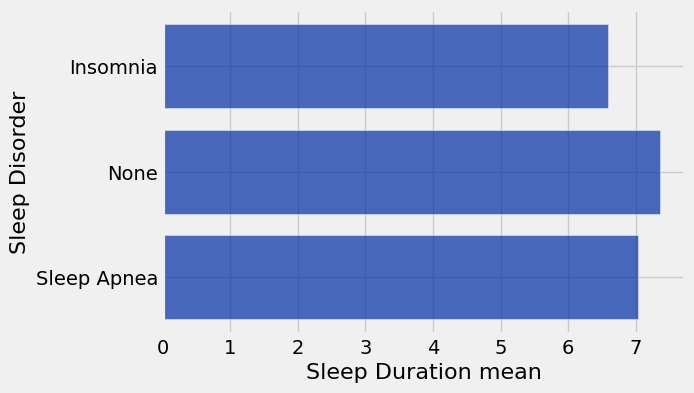 Sleep Disorder
Insomnia
None
Sleep Apnea
0 1 2 3 4 5 6 7
Sleep Duration mean